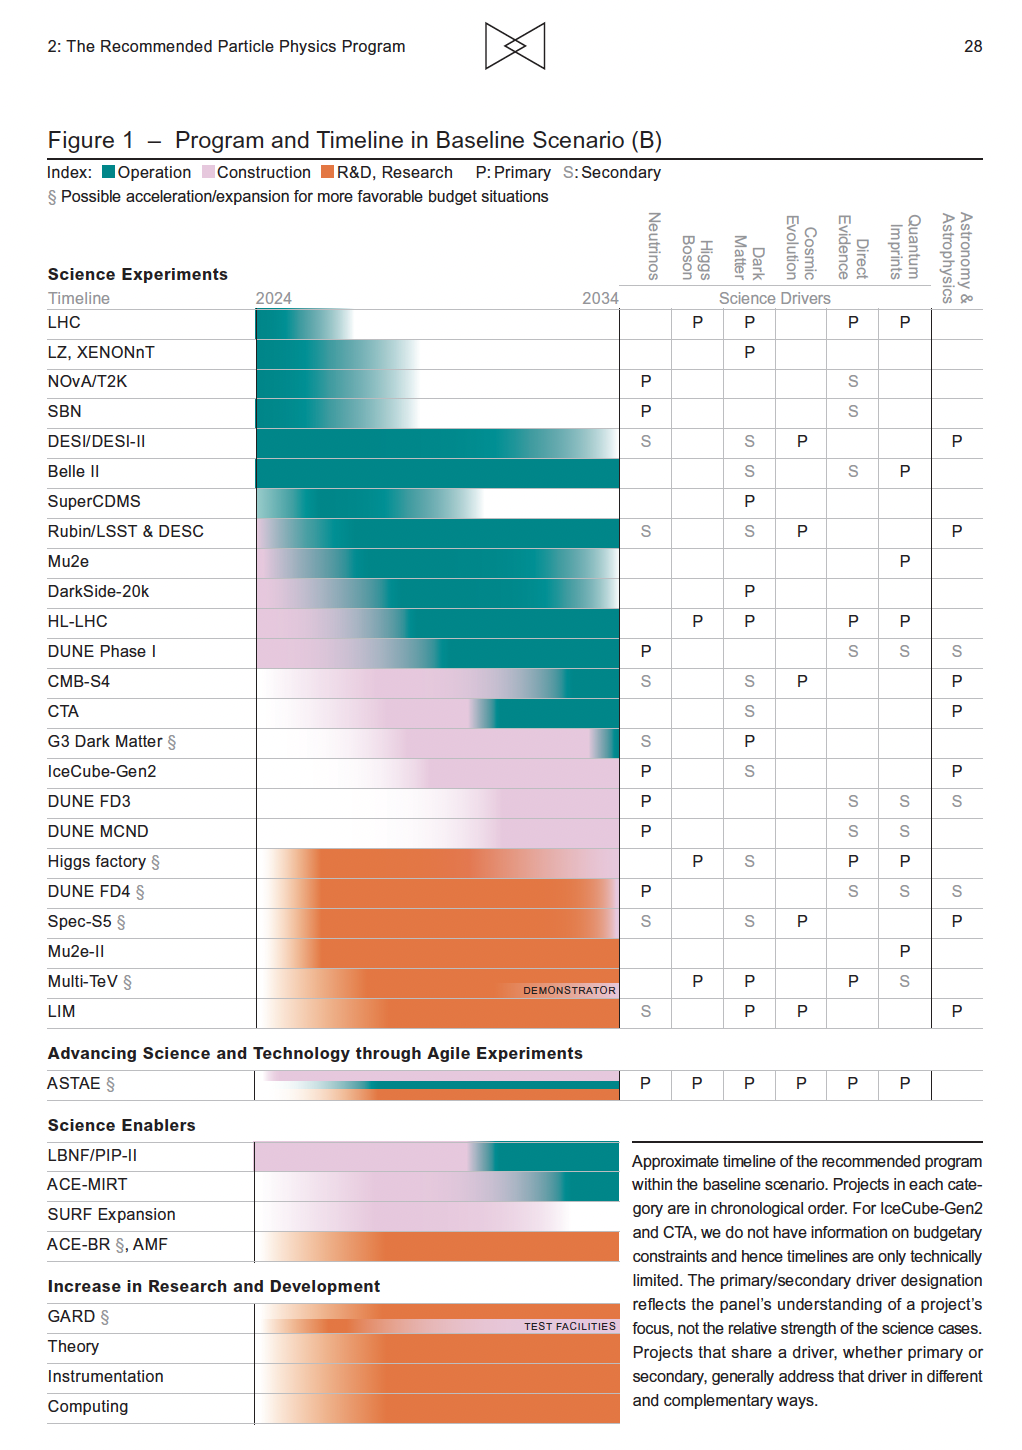 2: The Recommended Particle Physics Program
28
Figure 1 – Program and Timeline in Baseline Scenario (B)
Index: Operation Construction R&D, Research P: Primary S: Secondary
§ Possible acceleration/expansion for more favorable budget situations
Neutrinos
Higgs
Boson
Dark
Matter
Cosmic
Evolution
Direct
Evidence
Quantum
Imprints
Astronomy &
Astrophysics
Science Experiments
Timeline 2024 2034 Science Drivers
LHC P P P P
LZ, XENONnT P
NOvA/T2K P S
SBN P S
DESI/DESI-II S S P P
Belle II S S P
SuperCDMS P
Rubin/LSST & DESC S S P P
Mu2e P
DarkSide-20k P
HL-LHC P P P P
DUNE Phase I P S S S
CMB-S4 S S P P
CTA S P
G3 Dark Matter § S P
IceCube-Gen2 P S P
DUNE FD3 P S S S
DUNE MCND P S S
Higgs factory § P S P P
DUNE FD4 § P S S S
Spec-S5 § S S P P
Mu2e-II P
Multi-TeV § DEMONSTRATOR P P P S
LIM S P P P
Advancing Science and Technology through Agile Experiments
ASTAE § P P P P P P
Science Enablers
LBNF/PIP-II
ACE-MIRT
SURF Expansion
ACE-BR §, AMF
Increase in Research and Development
GARD § TEST FACILITIES
Theory
Instrumentation
Computing
Approximate timeline of the recommended program
within the baseline scenario. Projects in each cate-
gory are in chronological order. For IceCube-Gen2
and CTA, we do not have information on budgetary
constraints and hence timelines are only technically
limited. The primary/secondary driver designation
reflects the panel's understanding of a project's
focus, not the relative strength of the science cases.
Projects that share a driver, whether primary or
secondary, generally address that driver in different
and complementary ways.